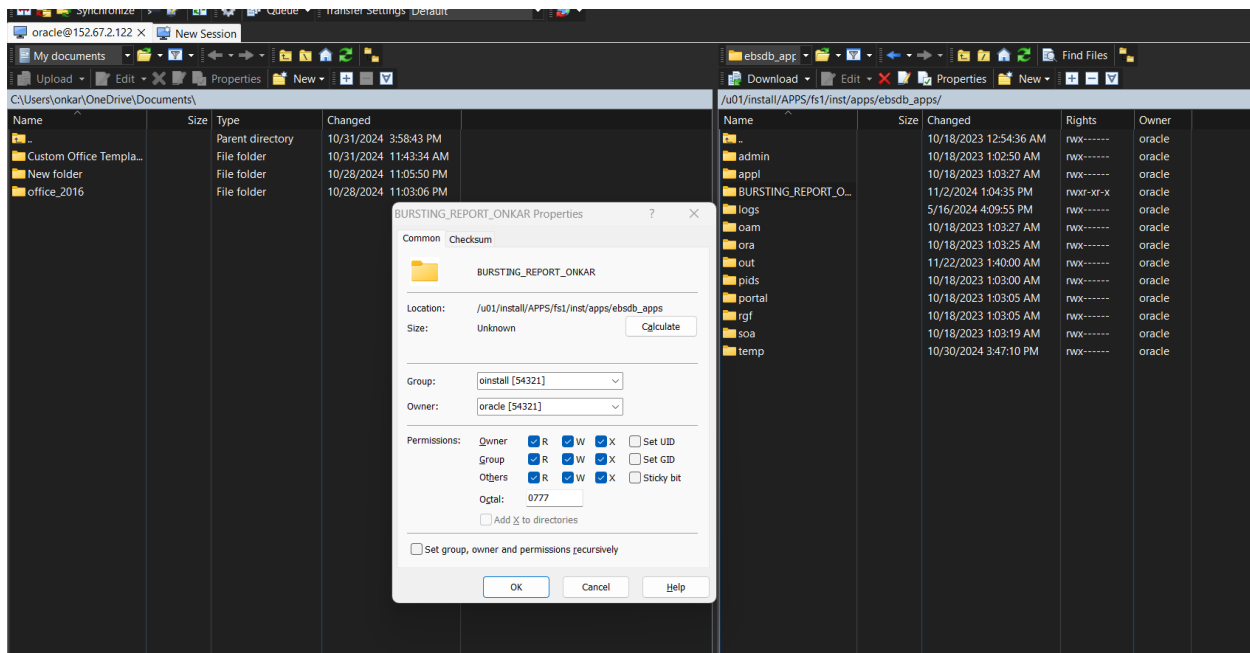 Synchronize Queue Transfer Settings Default
oracle@152.67.2.122 × New Session
My documents
Upload Edit Properties New
C:\Users\onkar\OneDrive\Documents\
Name Size Type Changed
.. Parent directory 10/31/2024 3:58:43 PM
Custom Office Templa... File folder 10/31/2024 11:43:34 AM
New folder File folder 10/28/2024 11:05:50 PM
office_2016 File folder 10/28/2024 11:03:06 PM
BURSTING_REPORT_ONKAR Properties ? ×
Common Checksum
BURSTING_REPORT_ONKAR
Location: /u01/install/APPS/fs1/inst/apps/ebsdb_apps
Size: Unknown Calculate
Group: oinstall [54321]
Owner: oracle [54321]
Permissions: Owner R W X Set UID
Group R W X Set GID
Others R W X Sticky bit
Octal: 0777
Add X to directories
Set group, owner and permissions recursively
OK Cancel Help
ebsdb_app Find Files
Download Edit Properties New
/u01/install/APPS/fs1/inst/apps/ebsdb_apps/
Name Size Changed Rights Owner
.. 10/18/2023 12:54:36 AM rwx------ oracle
admin 10/18/2023 1:02:50 AM rwx------ oracle
appl 10/18/2023 1:03:27 AM rwx------ oracle
BURSTING_REPORT_O... 11/2/2024 1:04:35 PM rwxr-xr-x oracle
logs 5/16/2024 4:09:55 PM rwx------ oracle
oam 10/18/2023 1:03:27 AM rwx------ oracle
ora 10/18/2023 1:03:25 AM rwx------ oracle
out 11/22/2023 1:40:00 AM rwx------ oracle
pids 10/18/2023 1:03:00 AM rwx------ oracle
portal 10/18/2023 1:03:05 AM rwx------ oracle
rgf 10/18/2023 1:03:05 AM rwx------ oracle
soa 10/18/2023 1:03:19 AM rwx------ oracle
temp 10/30/2024 3:47:10 PM rwx------ oracle